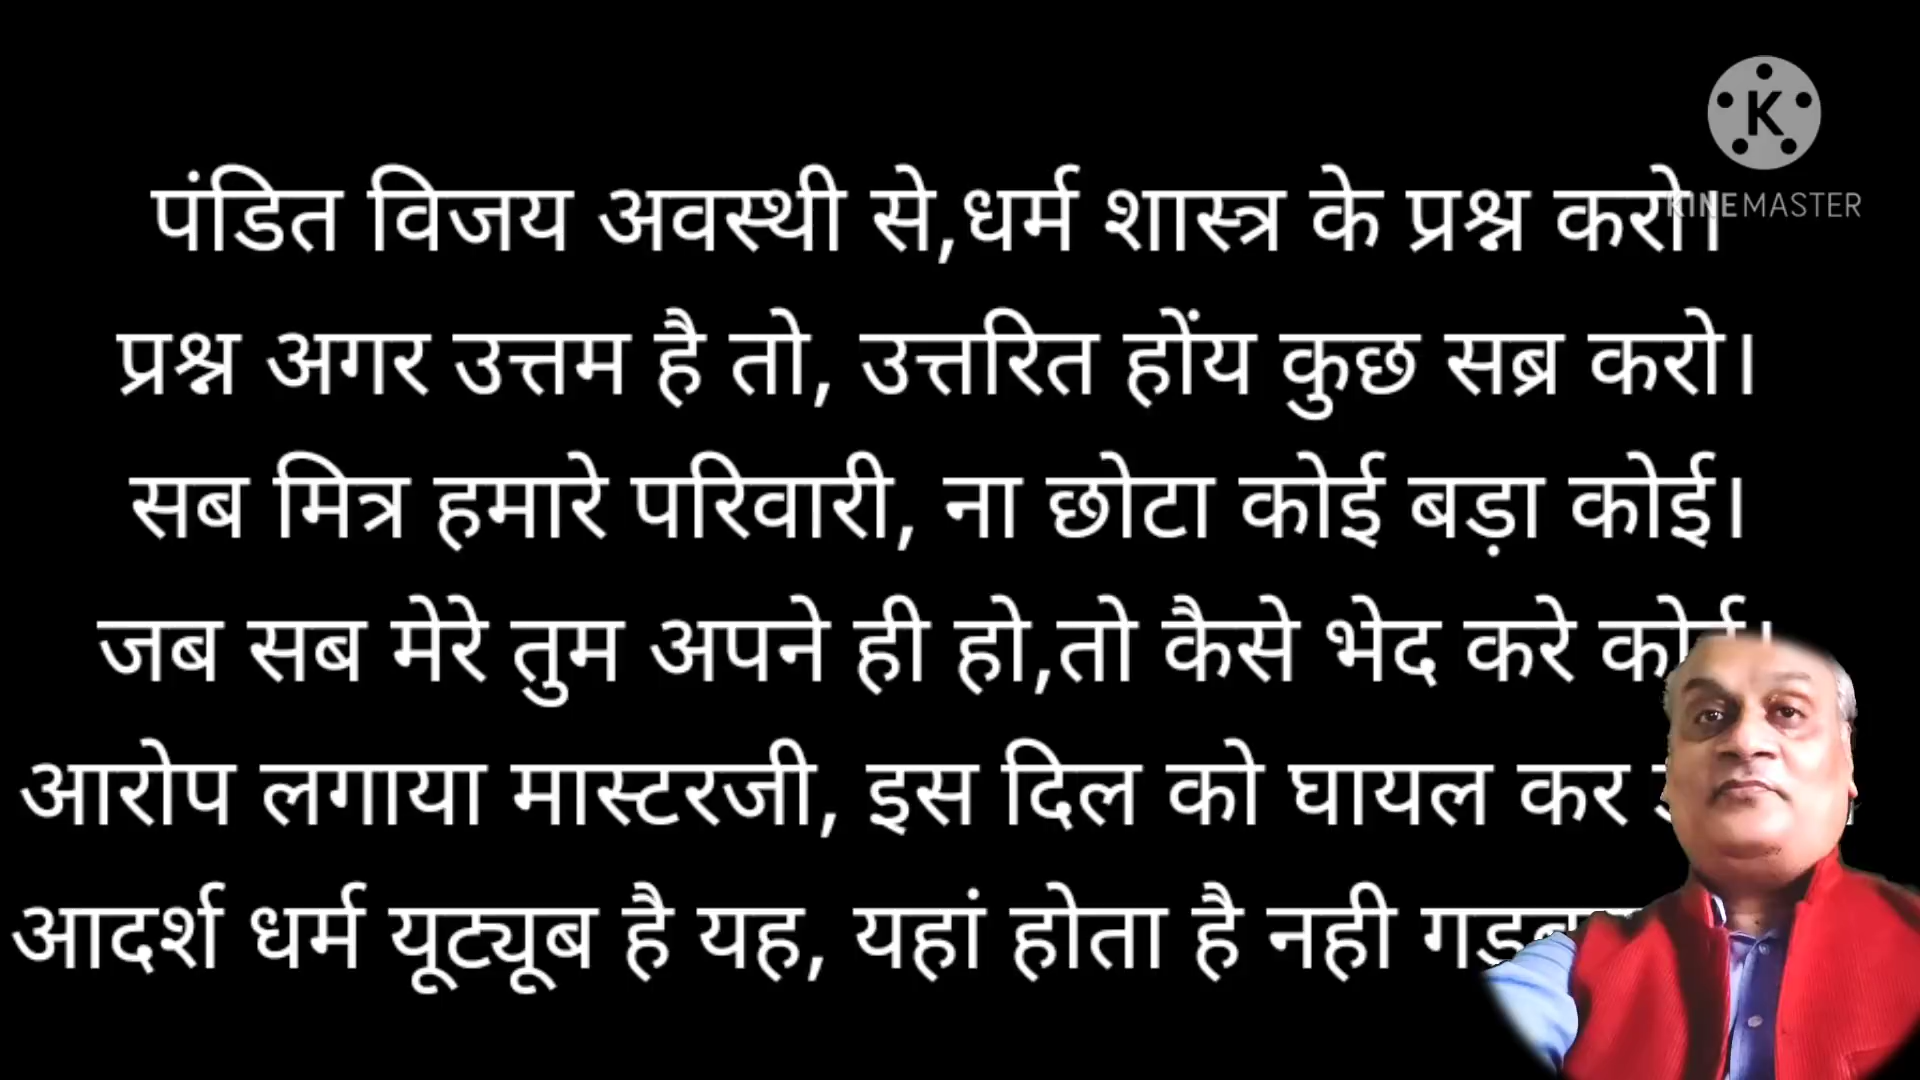 पंडित विजय अवस्थी से,धर्म शास्त्र के प्रश्न करो।
K
KINEMASTER
प्रश्न अगर उत्तम है तो, उत्तरित होंय कुछ सब्र करो।
सब मित्र हमारे परिवारी, ना छोटा कोई बड़ा कोई।
जब सब मेरे तुम अपने ही हो,तो कैसे भेद करे कोई।
आरोप लगाया मास्टरजी, इस दिल को घायल कर
आदर्श धर्म यूट्यूब है यह, यहां होता है नही